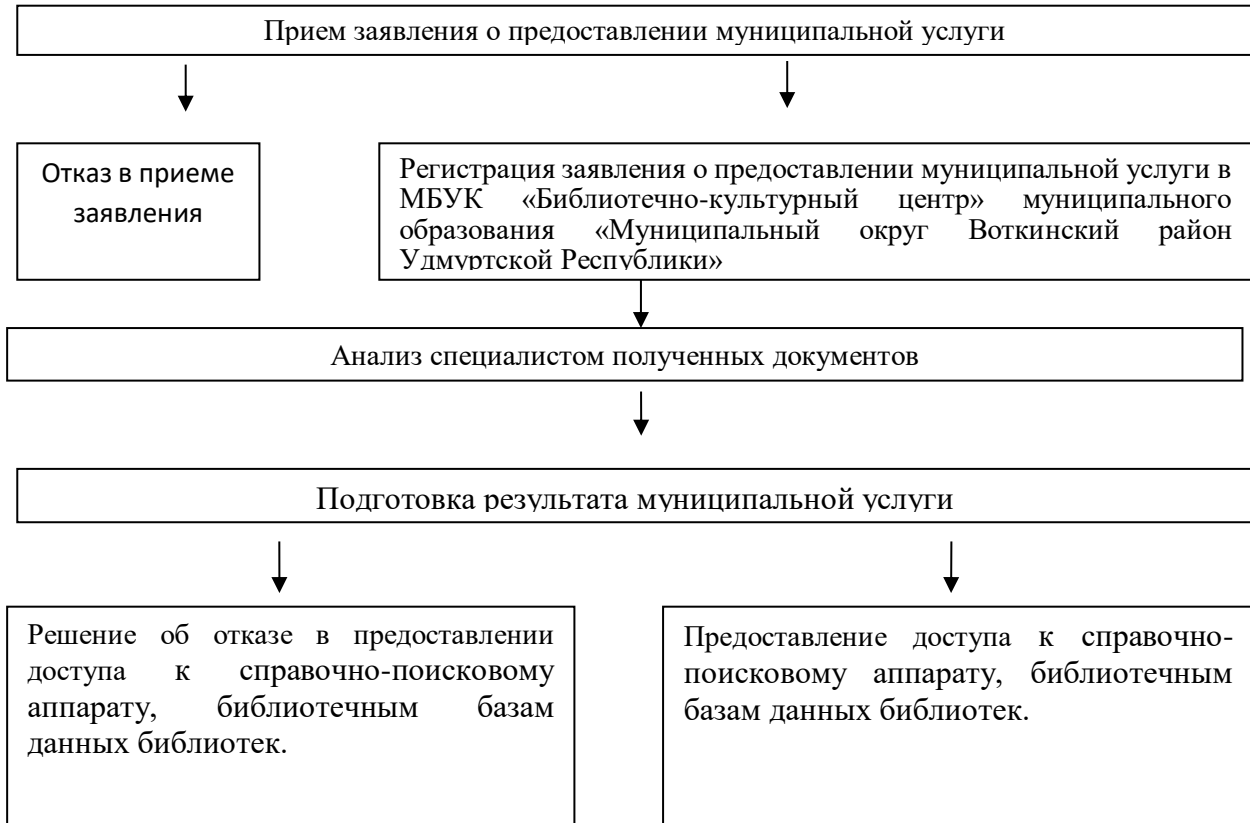 Прием заявления о предоставлении муниципальной услуги
Отказ в приеме
заявления
Регистрация заявления о предоставлении муниципальной услуги в
МБУК «Библиотечно-культурный центр» муниципального
образования «Муниципальный округ Воткинский район
Удмуртской Республики»
Анализ специалистом полученных документов
Подготовка результата муниципальной услуги
Решение об отказе в предоставлении
доступа к справочно-поисковому
аппарату, библиотечным базам
данных библиотек.
Предоставление доступа к справочно-
поисковому аппарату, библиотечным
базам данных библиотек.